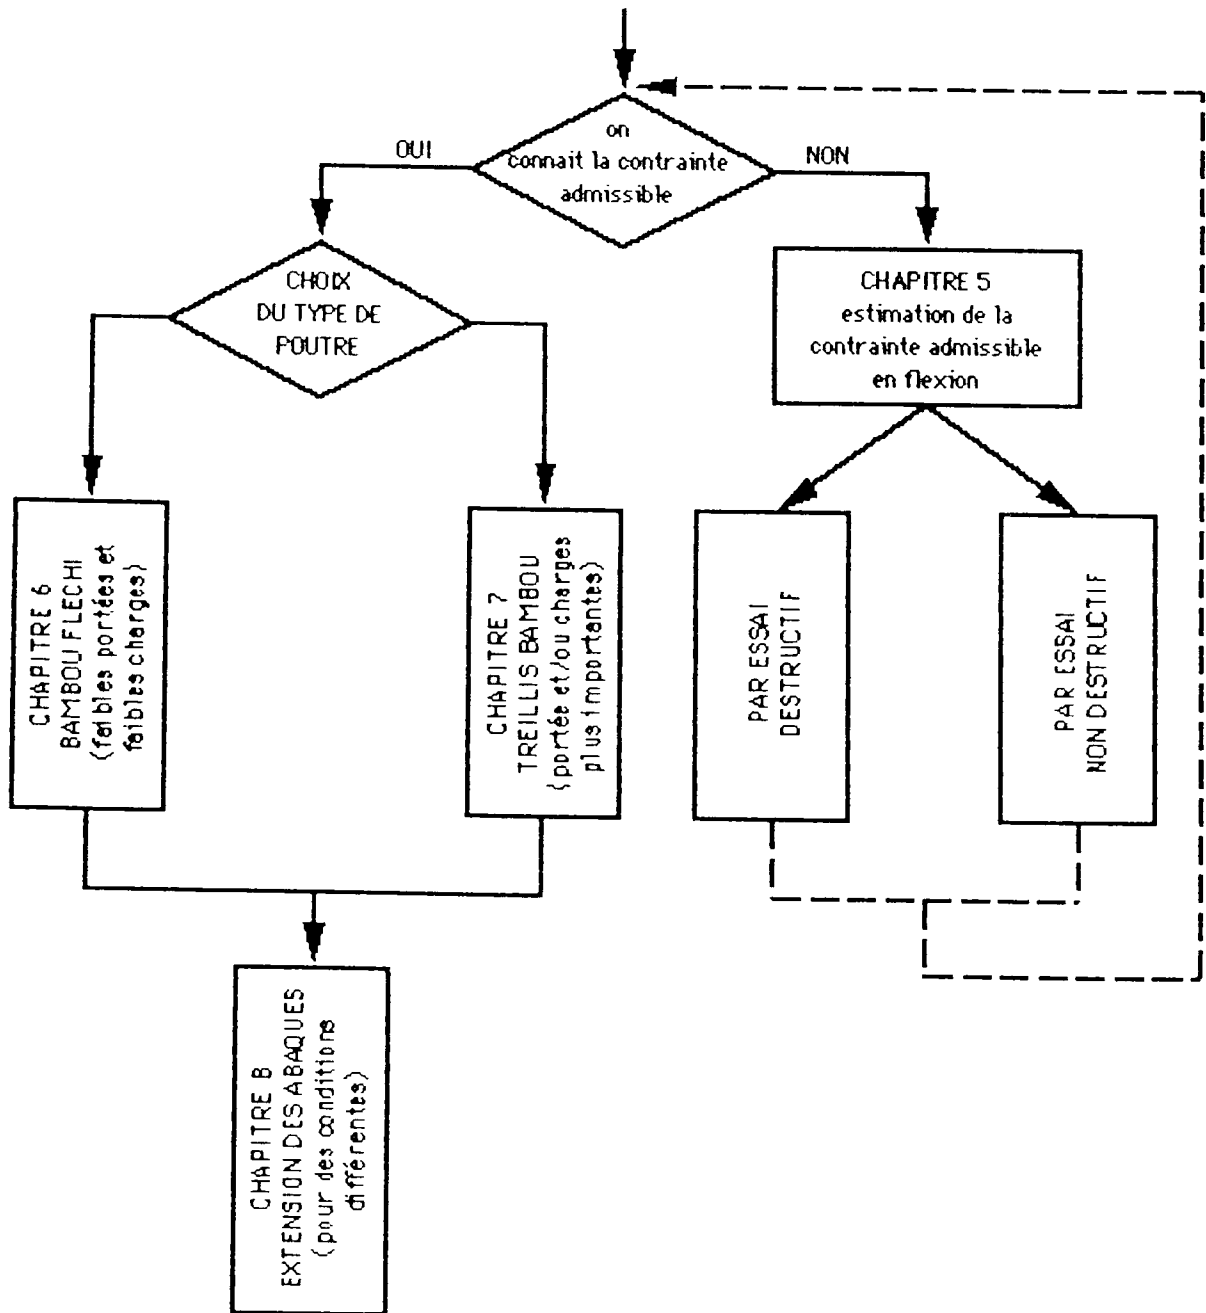 on
connait la contrainte
admissible
OUI
NON
CHOIX
DU TYPE DE
POUTRE
CHAPITRE 5
estimation de la
contrainte admissible
en flexion
CHAPITRE 6
BAMBOU FLECHI
(faibles portées et
faibles charges)
CHAPITRE 7
TREILLIS BAMBOU
(portée et/ou charges
plus importantes)
PAR ESSAI
DESTRUCTIF
PAR ESSAI
NON DESTRUCTIF
CHAPITRE 8
EXTENSION DES ABAQUES
(pour des conditions
différentes)